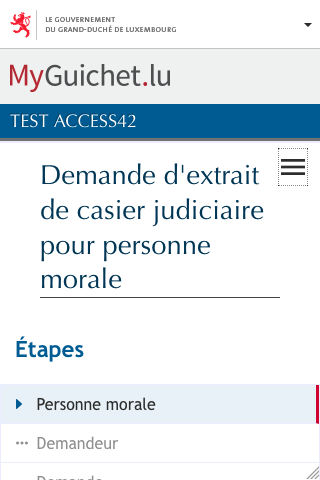 LE GOUVERNEMENT
DU GRAND-DUCHÉ DE LUXEMBOURG
MyGuichet.lu
TEST ACCESS42
Demande d'extrait
de casier judiciaire
pour personne
morale
Étapes
Personne morale
Demandeur
Demande